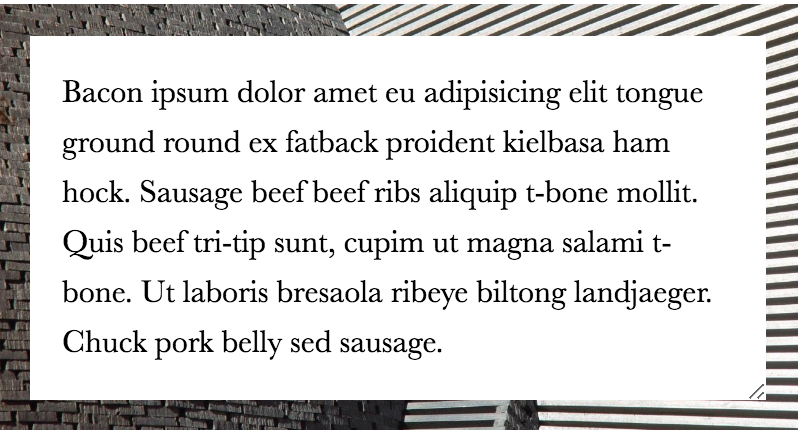 Bacon ipsum dolor amet eu adipisicing elit tongue
ground round ex fatback proident kielbasa ham
hock. Sausage beef beef ribs aliquip t-bone mollit.
Quis beef tri-tip sunt, cupim ut magna salami t-
bone. Ut laboris bresaola ribeye biltong landjaeger.
Chuck pork belly sed sausage.